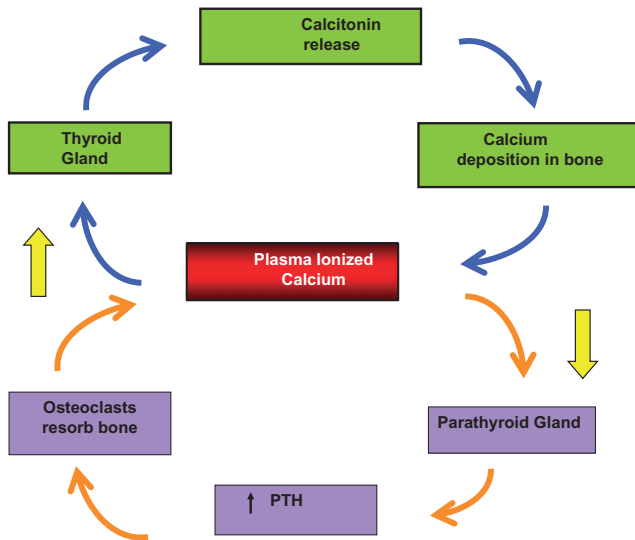 Calcitonin
release
Thyroid
Gland
Calcium
deposition in bone
Plasma Ionized
Calcium
Osteoclasts
resorb bone
Parathyroid Gland
PTH